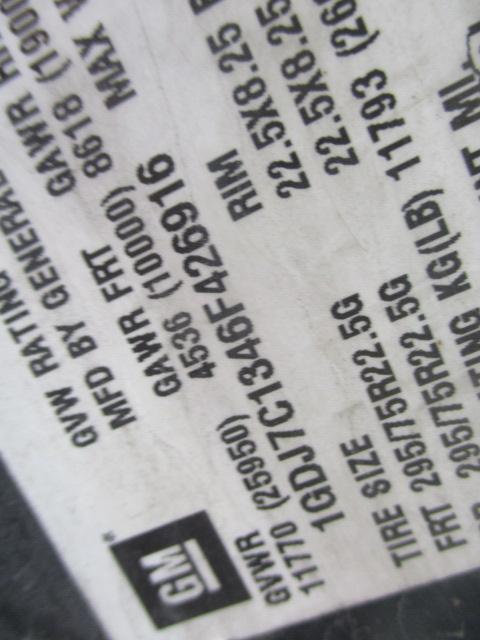 GVW RATING
MFD BY GENERAL
GAWR FRT GAWR
4536 (10000) 8618 (1900
1GDJ7C1346F426916 MAX
GM
®
GVWR
11770 (25950)
TIRE SIZE RIM
FRT 295/75R22.5G 22.5X8.25
295/75R22.5G 22.5X8.25
KG(LB) 11793 (26